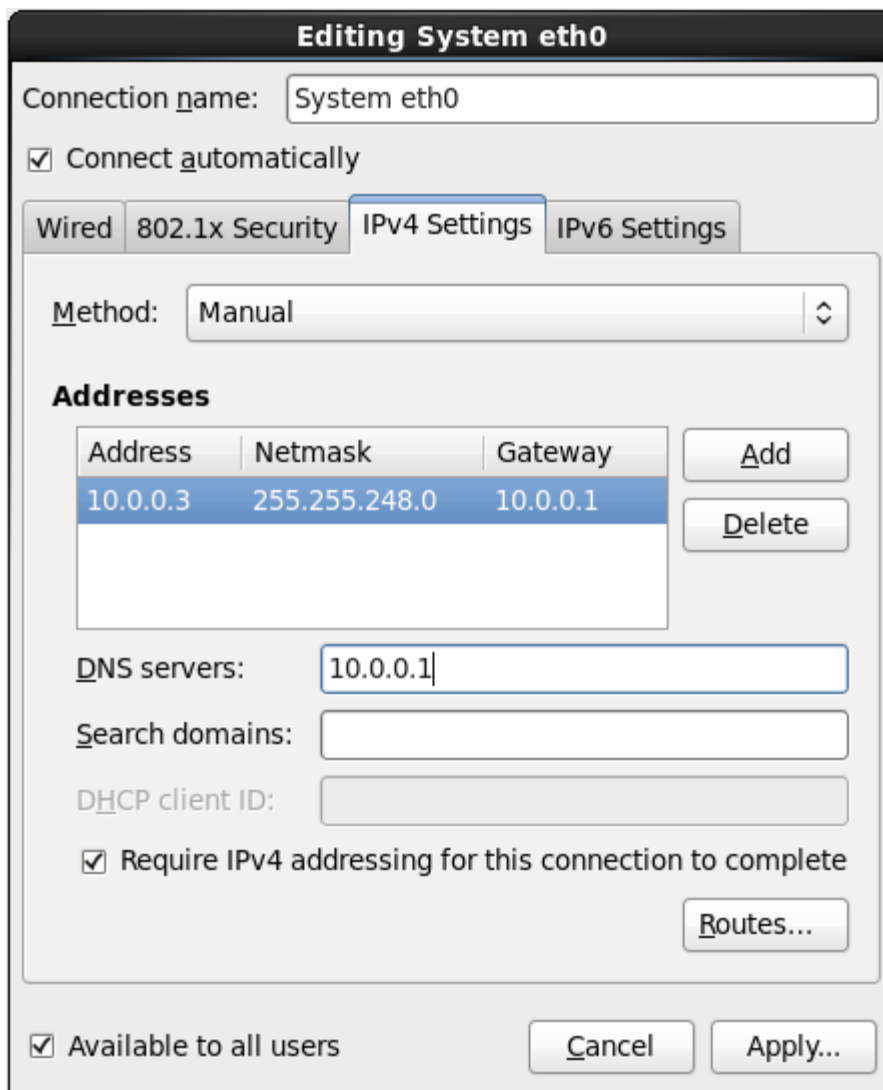 Editing System eth0
Connection name: System eth0
Connect automatically
Wired 802.1x Security IPv4 Settings IPv6 Settings
Method: Manual
Addresses
Address Netmask Gateway
Add
10.0.0.3 255.255.248.0 10.0.0.1
Delete
DNS servers: 10.0.0.1
Search domains:
DHCP client ID:
Require IPv4 addressing for this connection to complete
Routes...
Available to all users Cancel Apply...